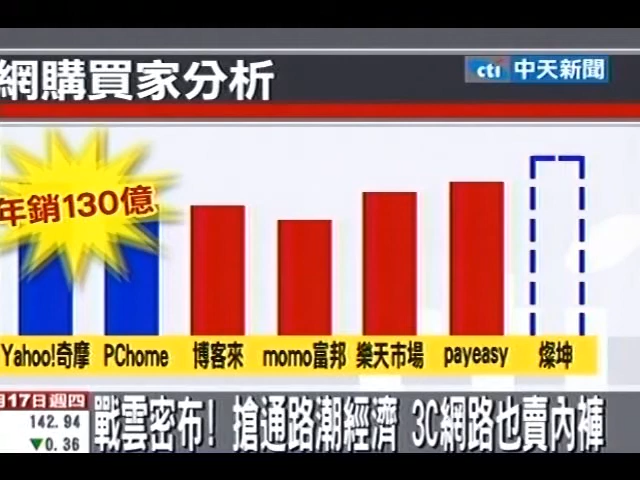 網購買家分析
cti 中天新聞
年銷130億
Yahoo!奇摩 PChome 博客來 momo富邦 樂天市場 payeasy 燦坤
月17日週四
142.94
▼0.36
戰雲密布! 搶通路潮經濟 3C網路也賣內褲